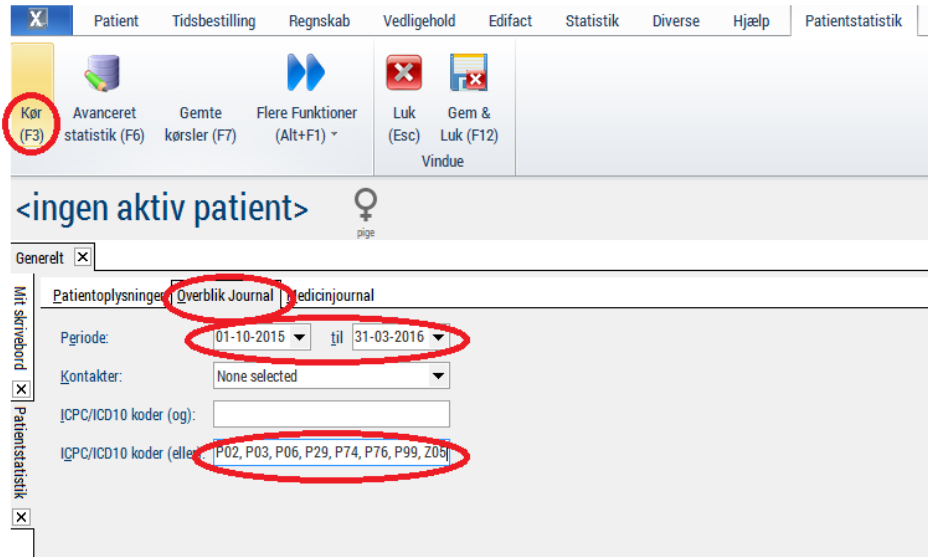 X Patient Tidsbestilling Regnskab Vedligehold Edifact Statistik Diverse Hjælp Patientstatistik
Kør Avanceret Gemte Flere Funktioner Luk Gem &
(F3) statistik (F6) kørsler (F7) (Alt+F1) (Esc) Luk (F12)
Vindue
<ingen aktiv patient>
pige
Generelt
Mit skrivebord
Patientstatistik
Patientoplysninger Overblik Journal Medicinjournal
Periode: 01-10-2015 til 31-03-2016
Kontakter: None selected
ICPC/ICD10 koder (og):
ICPC/ICD10 koder (eller): P02, P03, P06, P29, P74, P76, P99, Z05